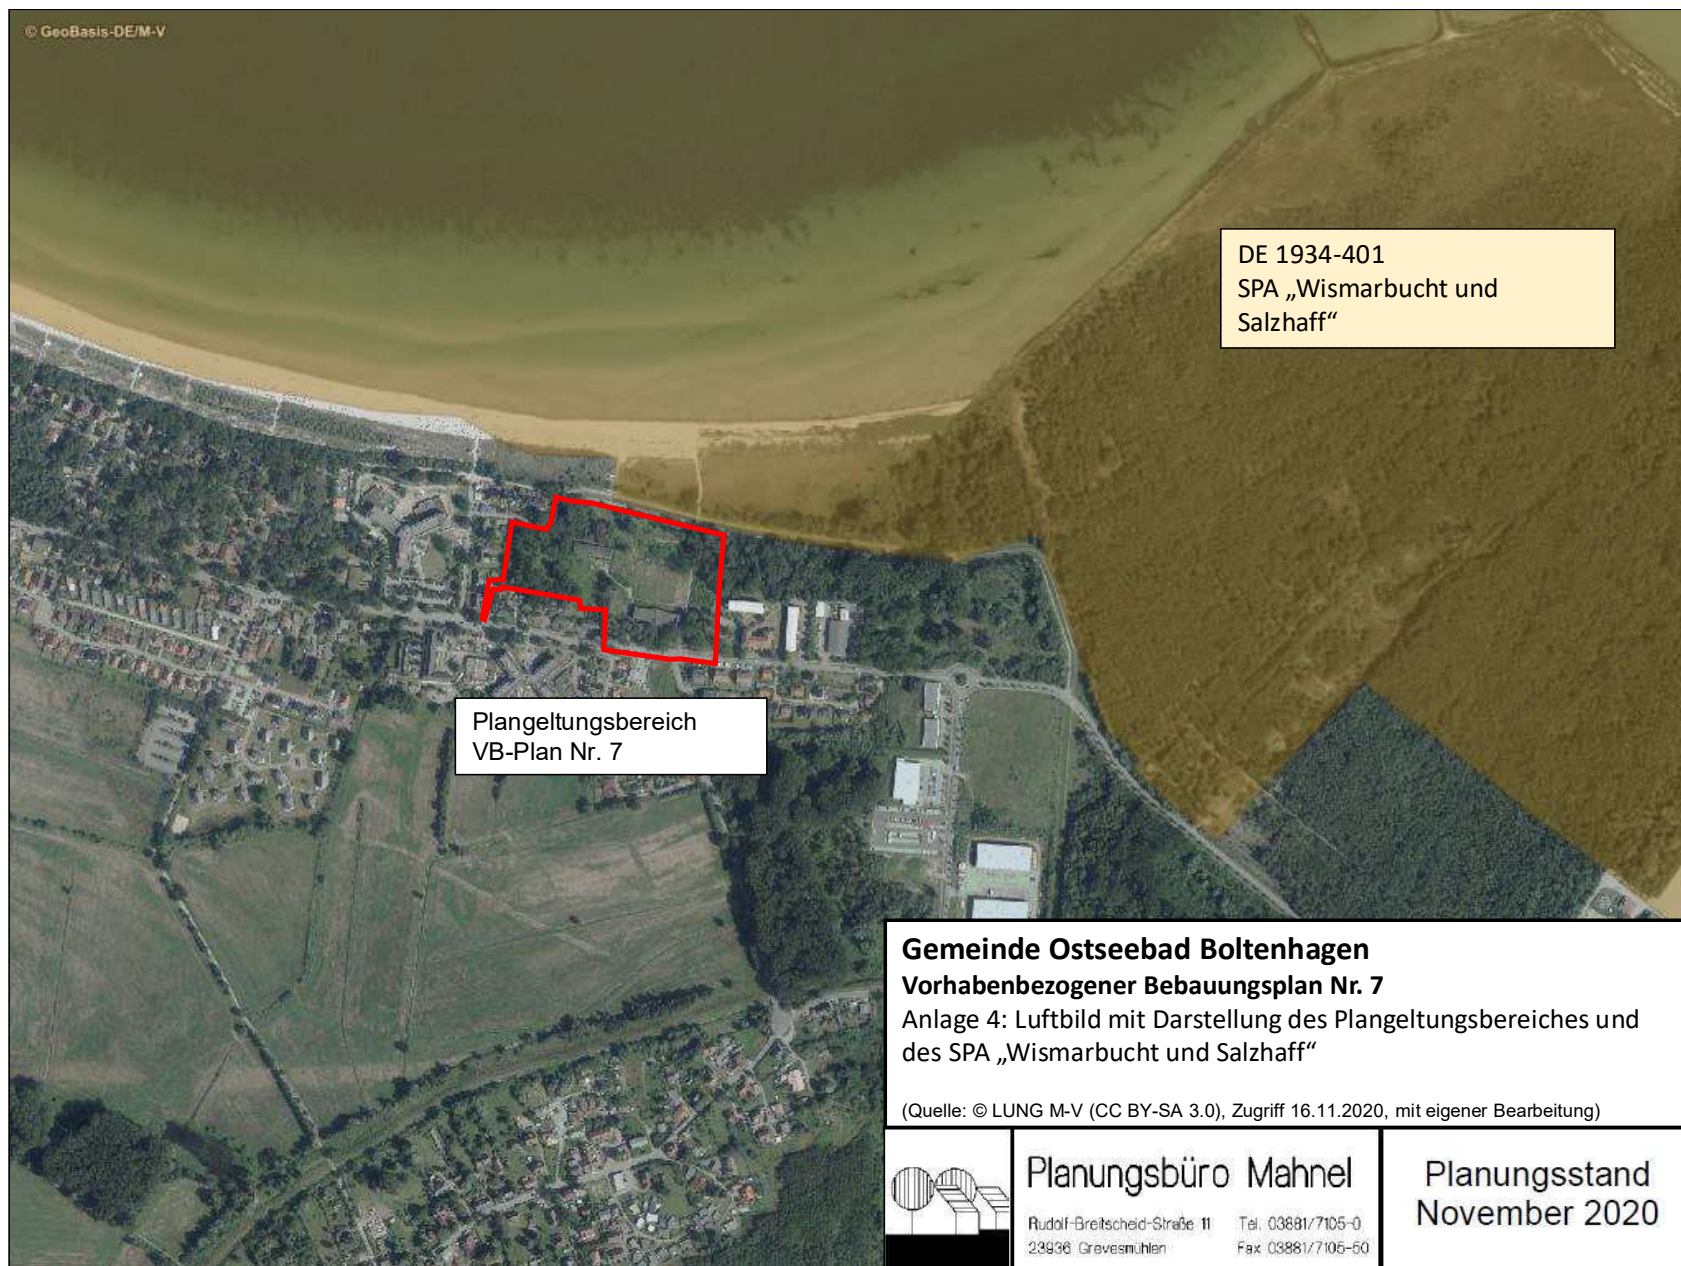 © GeoBasis-DE/M-V
DE 1934-401
SPA „Wismarbucht und
Salzhaff“
Plangeltungsbereich
VB-Plan Nr. 7
Gemeinde Ostseebad Boltenhagen
Vorhabenbezogener Bebauungsplan Nr. 7
Anlage 4: Luftbild mit Darstellung des Plangeltungsbereiches und
des SPA „Wismarbucht und Salzhaff“
(Quelle: © LUNG M-V (CC BY-SA 3.0), Zugriff 16.11.2020, mit eigener Bearbeitung)
Planungsbüro Mahnel
Rudolf-Breitscheid-Straße 11 Tel. 03881/7105-0
23936 Grevesmühlen Fax 03881/7105-50
Planungsstand
November 2020